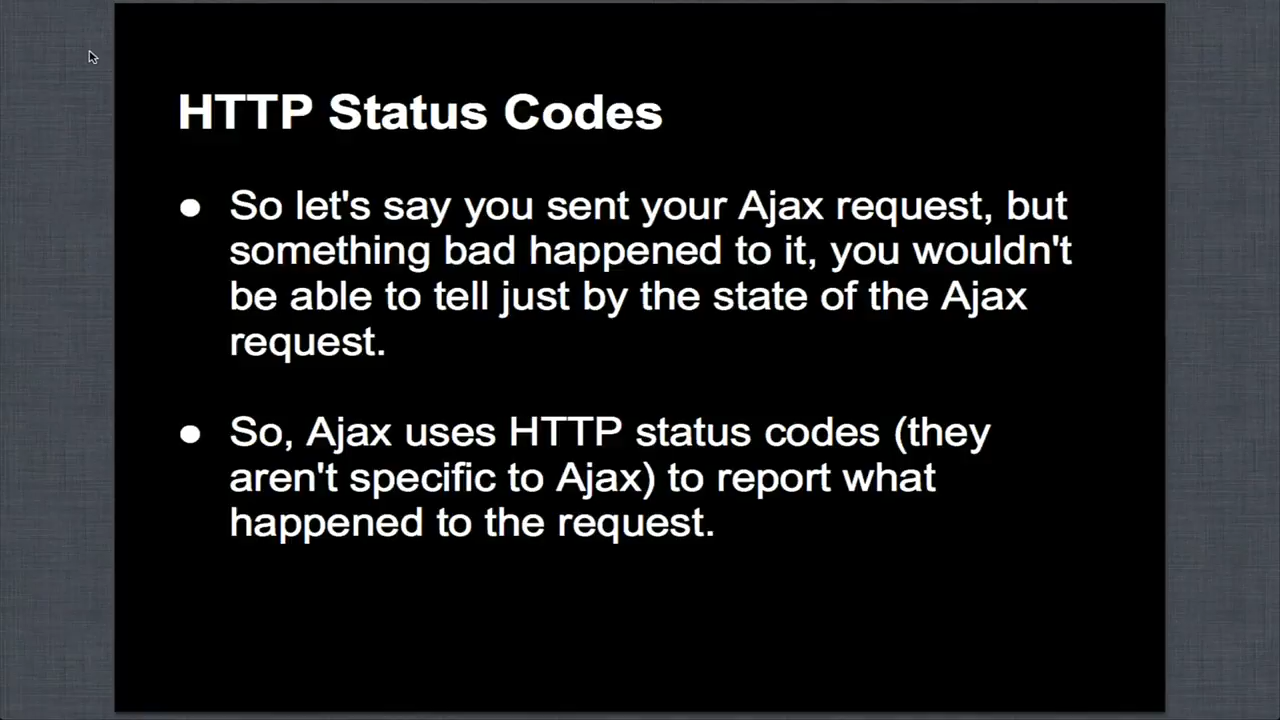 HTTP Status Codes
● So let's say you sent your Ajax request, but
something bad happened to it, you wouldn't
be able to tell just by the state of the Ajax
request.
● So, Ajax uses HTTP status codes (they
aren't specific to Ajax) to report what
happened to the request.